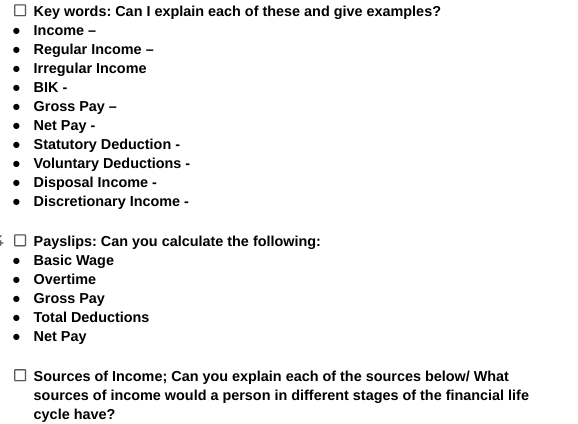 ☐ Key words: Can I explain each of these and give examples?
● Income –
● Regular Income –
● Irregular Income
● BIK -
● Gross Pay –
● Net Pay -
● Statutory Deduction -
● Voluntary Deductions -
● Disposal Income -
● Discretionary Income -
☐ Payslips: Can you calculate the following:
● Basic Wage
● Overtime
● Gross Pay
● Total Deductions
● Net Pay
☐ Sources of Income; Can you explain each of the sources below/ What
sources of income would a person in different stages of the financial life
cycle have?